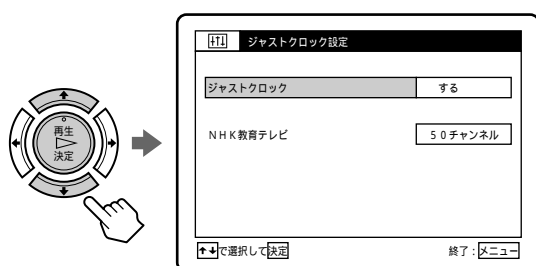 ジャストクロック設定
ジャストクロック する
NHK教育テレビ 50チャンネル
再生
決定
↑↓で選択して決定 終了：メニュー